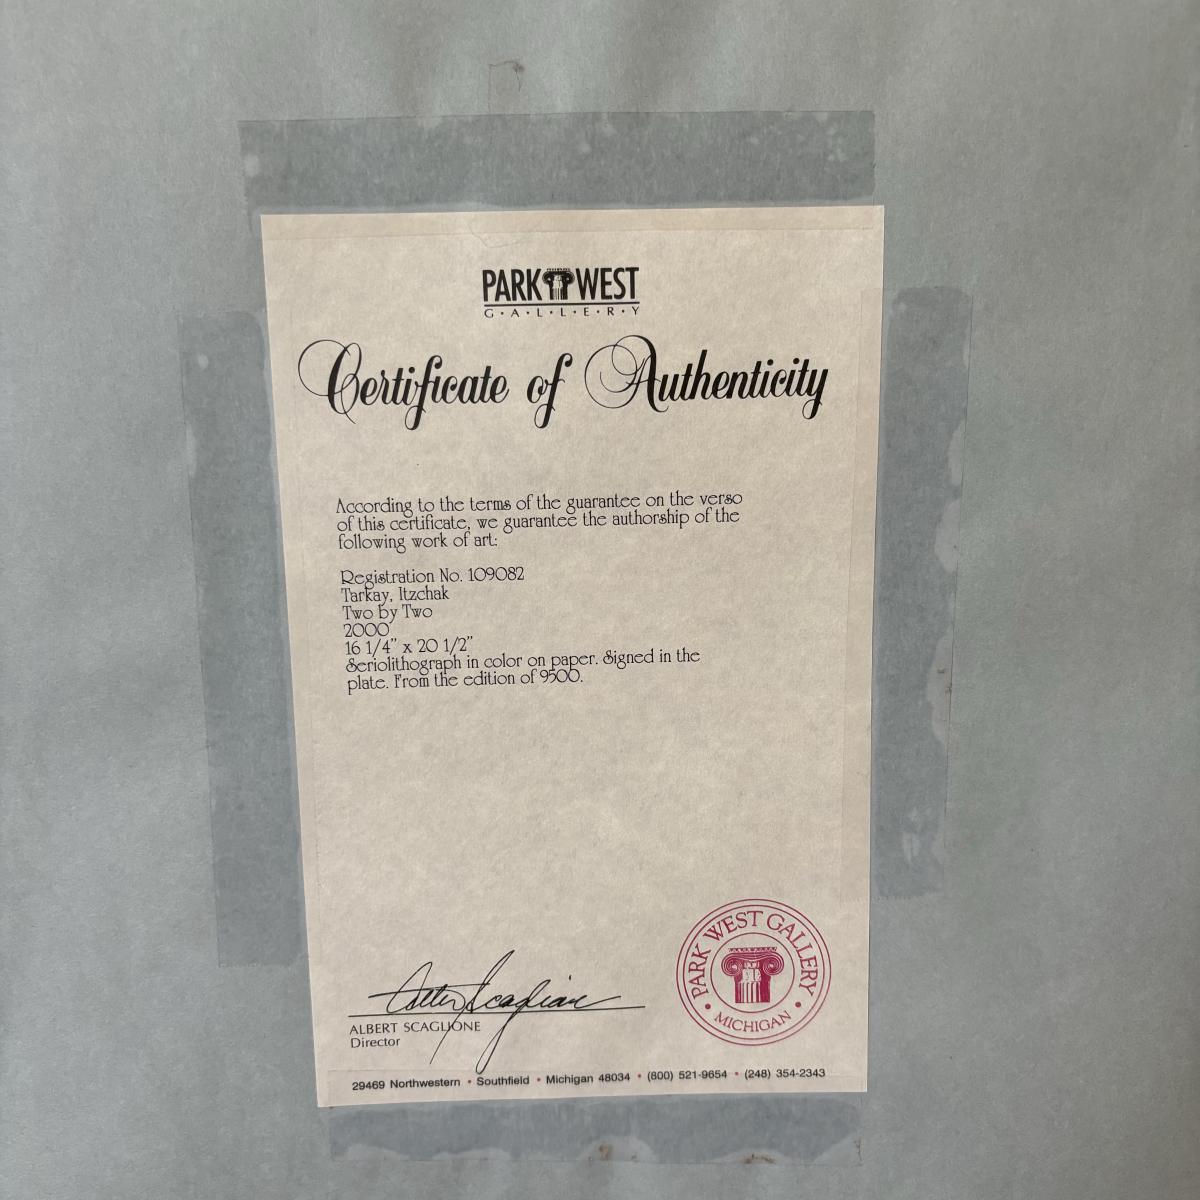 PARK WEST
G·A·L·L·E·R·Y
Certificate of Authenticity
According to the terms of the guarantee on the verso
of this certificate, we guarantee the authorship of the
following work of art:
Registration No. 109082
Tarkay, Itzchak
Two by Two
2000
16 1/4" x 20 1/2"
Seriolithograph in color on paper. Signed in the
plate. From the edition of 9500.
Albert Scaglione
ALBERT SCAGLIONE
Director
PARK WEST GALLERY
• MICHIGAN •
29469 Northwestern • Southfield • Michigan 48034 • (800) 521-9654 • (248) 354-2343